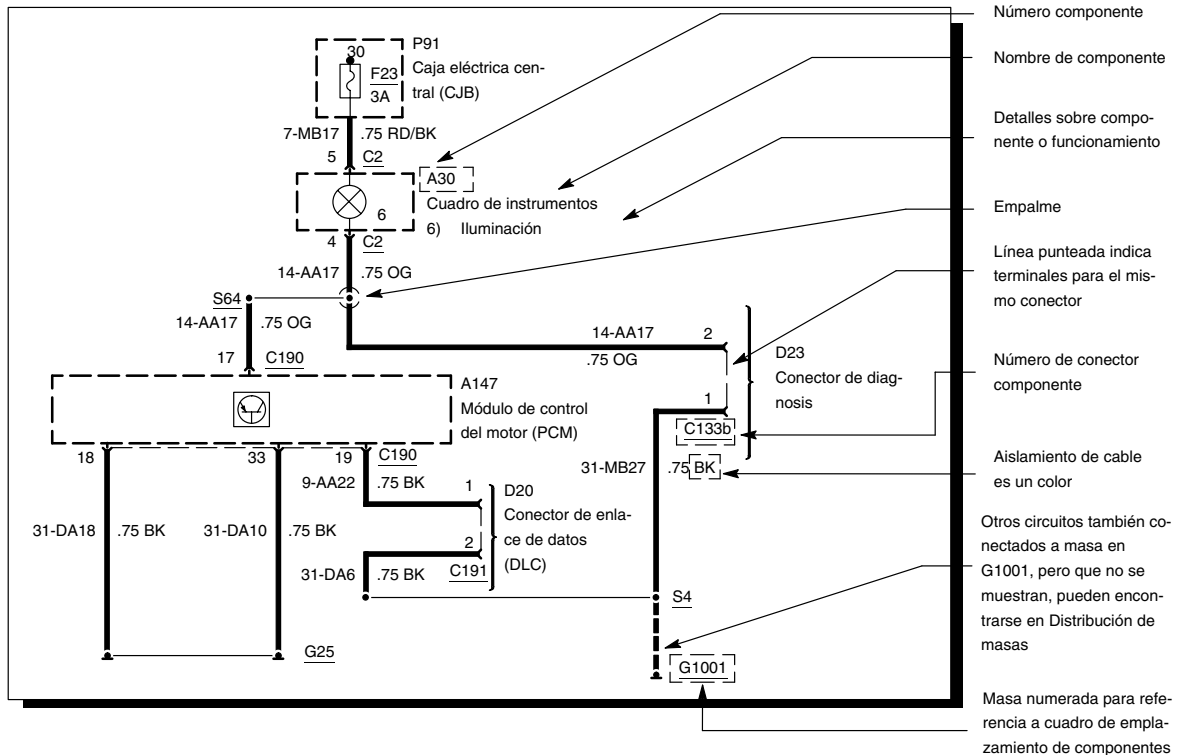 Número componente
Nombre de componente
Detalles sobre compo-
nente o funcionamiento
Empalme
Línea punteada indica
terminales para el mis-
mo conector
Número de conector
componente
Aislamiento de cable
es un color
Otros circuitos también co-
nectados a masa en
G1001, pero que no se
muestran, pueden encon-
trarse en Distribución de
masas
Masa numerada para refe-
rencia a cuadro de empla-
zamiento de componentes
P91
Caja eléctrica cen-
tral (CJB)
30
F23
3A
7-MB17 .75 RD/BK
5 C2
A30
Cuadro de instrumentos
6) Iluminación
6
4 C2
14-AA17 .75 OG
S64
14-AA17 .75 OG
17 C190
14-AA17 2
.75 OG
D23
Conector de diag-
nosis
1
C133b
31-MB27 .75 BK
A147
Módulo de control
del motor (PCM)
18 33 19 C190
9-AA22 .75 BK 1
D20
Conector de enla-
ce de datos
(DLC)
31-DA18 .75 BK 31-DA10 .75 BK
2
31-DA6 .75 BK C191
S4
G25
G1001